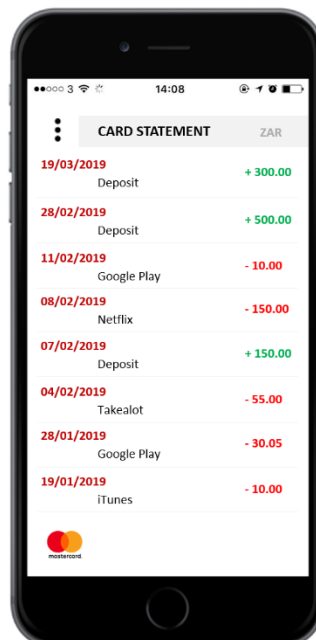 3 14:08
CARD STATEMENT ZAR
19/03/2019
Deposit + 300.00
28/02/2019
Deposit + 500.00
11/02/2019
Google Play - 10.00
08/02/2019
Netflix - 150.00
07/02/2019
Deposit + 150.00
04/02/2019
Takealot - 55.00
28/01/2019
Google Play - 30.05
19/01/2019
iTunes - 10.00
mastercard